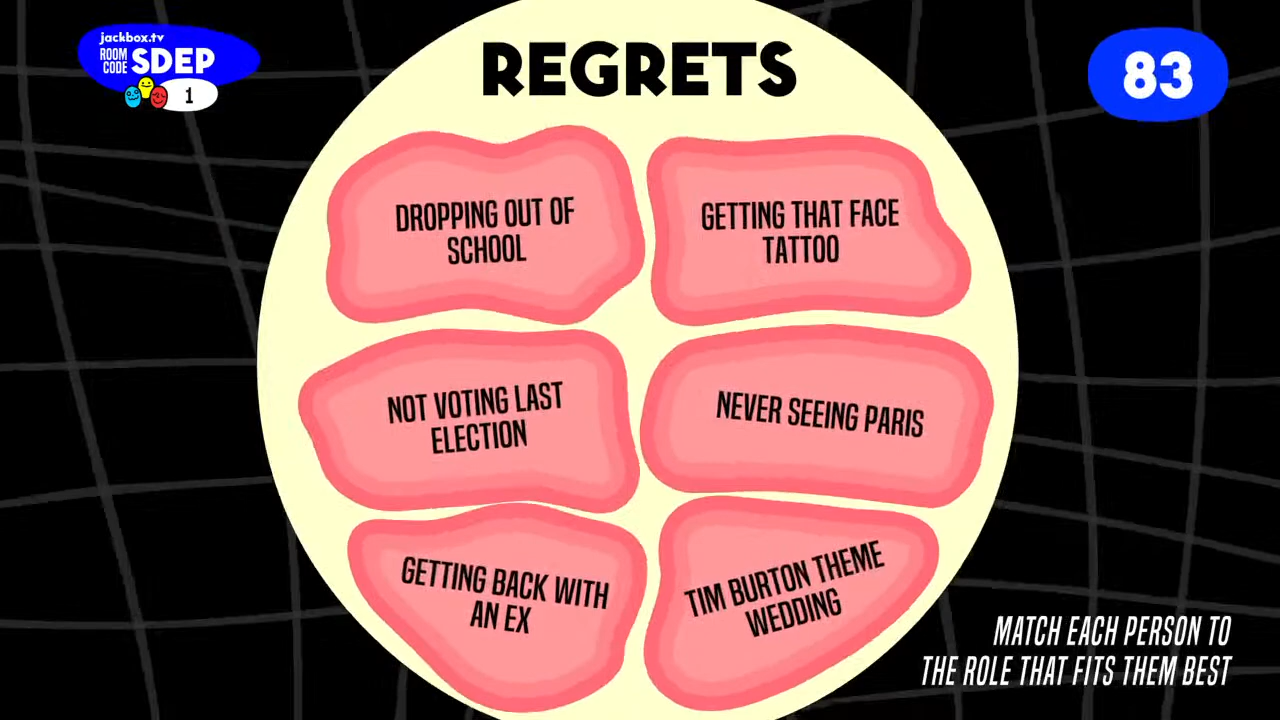 jackbox.tv
ROOM CODE SDEP
1
REGRETS
83
DROPPING OUT OF
SCHOOL
GETTING THAT FACE
TATTOO
NOT VOTING LAST
ELECTION
NEVER SEEING PARIS
GETTING BACK WITH
AN EX
TIM BURTON THEME
WEDDING
MATCH EACH PERSON TO
THE ROLE THAT FITS THEM BEST